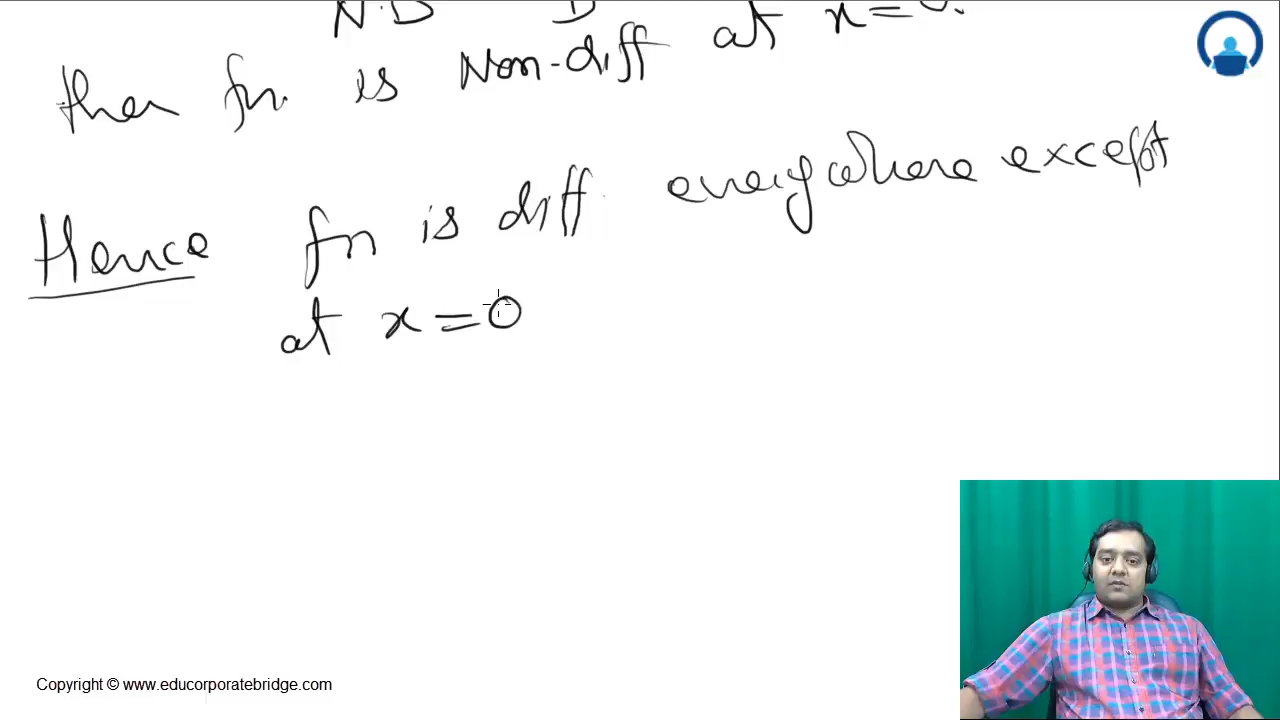 N.D D
then fn. is Non-diff at x=0.
Hence fn is diff everywhere except
at x=0
Copyright © www.educorporatebridge.com